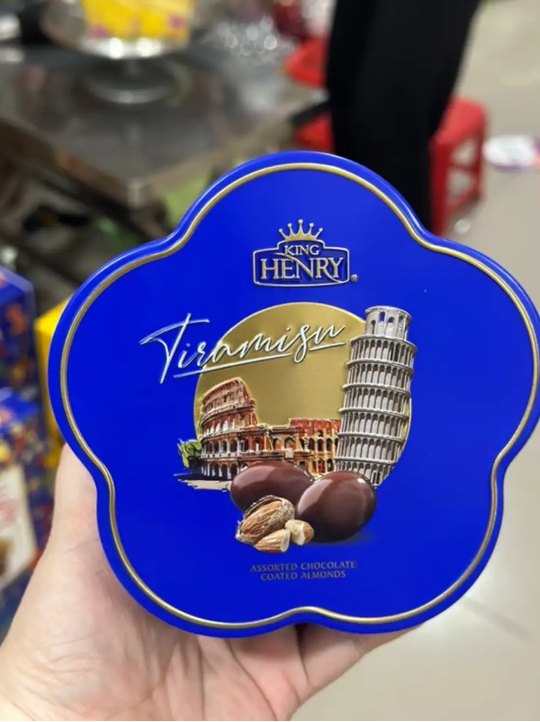 KING
HENRY®
Tiramisu
ASSORTED CHOCOLATE
COATED ALMONDS